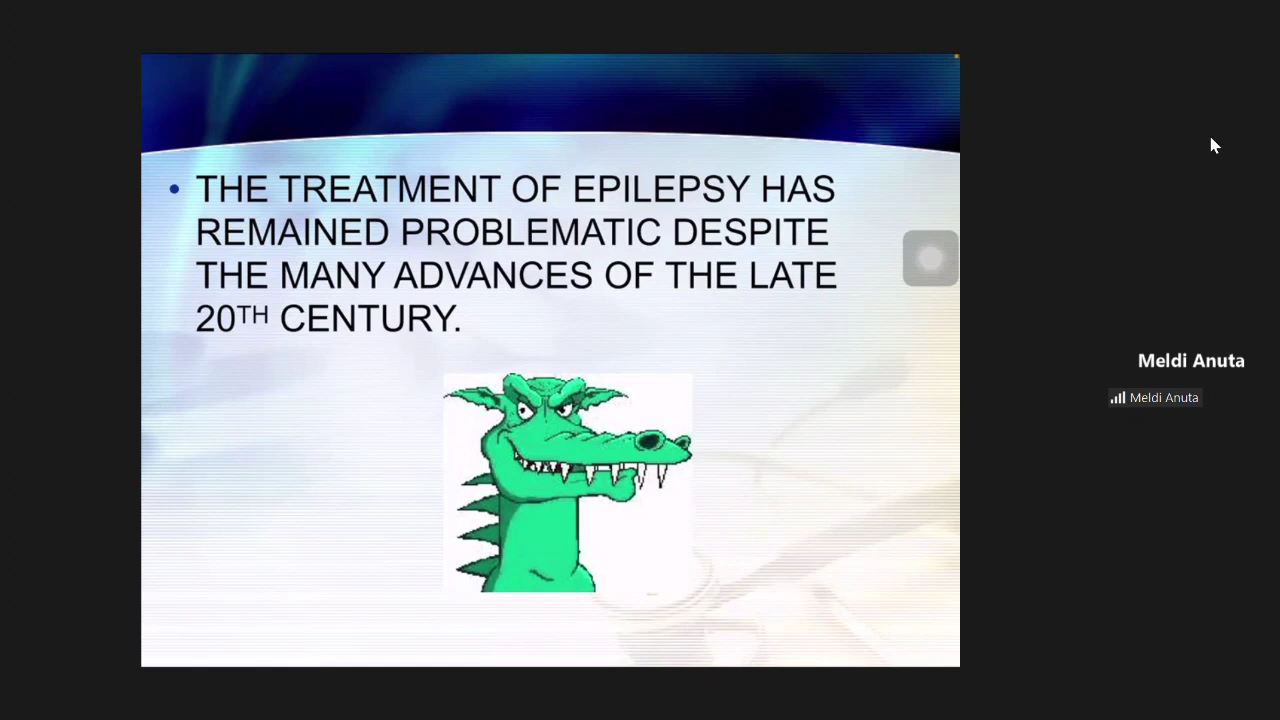 • THE TREATMENT OF EPILEPSY HAS
REMAINED PROBLEMATIC DESPITE
THE MANY ADVANCES OF THE LATE
20TH CENTURY.
Meldi Anuta
Meldi Anuta